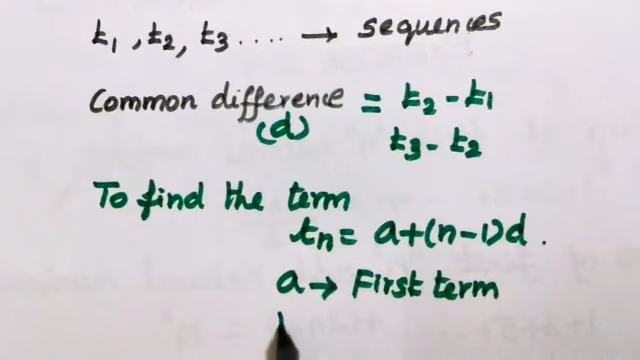 t1, t2, t3 .... → sequences
Common difference = t2 - t1
(d) t3 - t2
To find the term
tn = a+(n-1)d.
a → First term